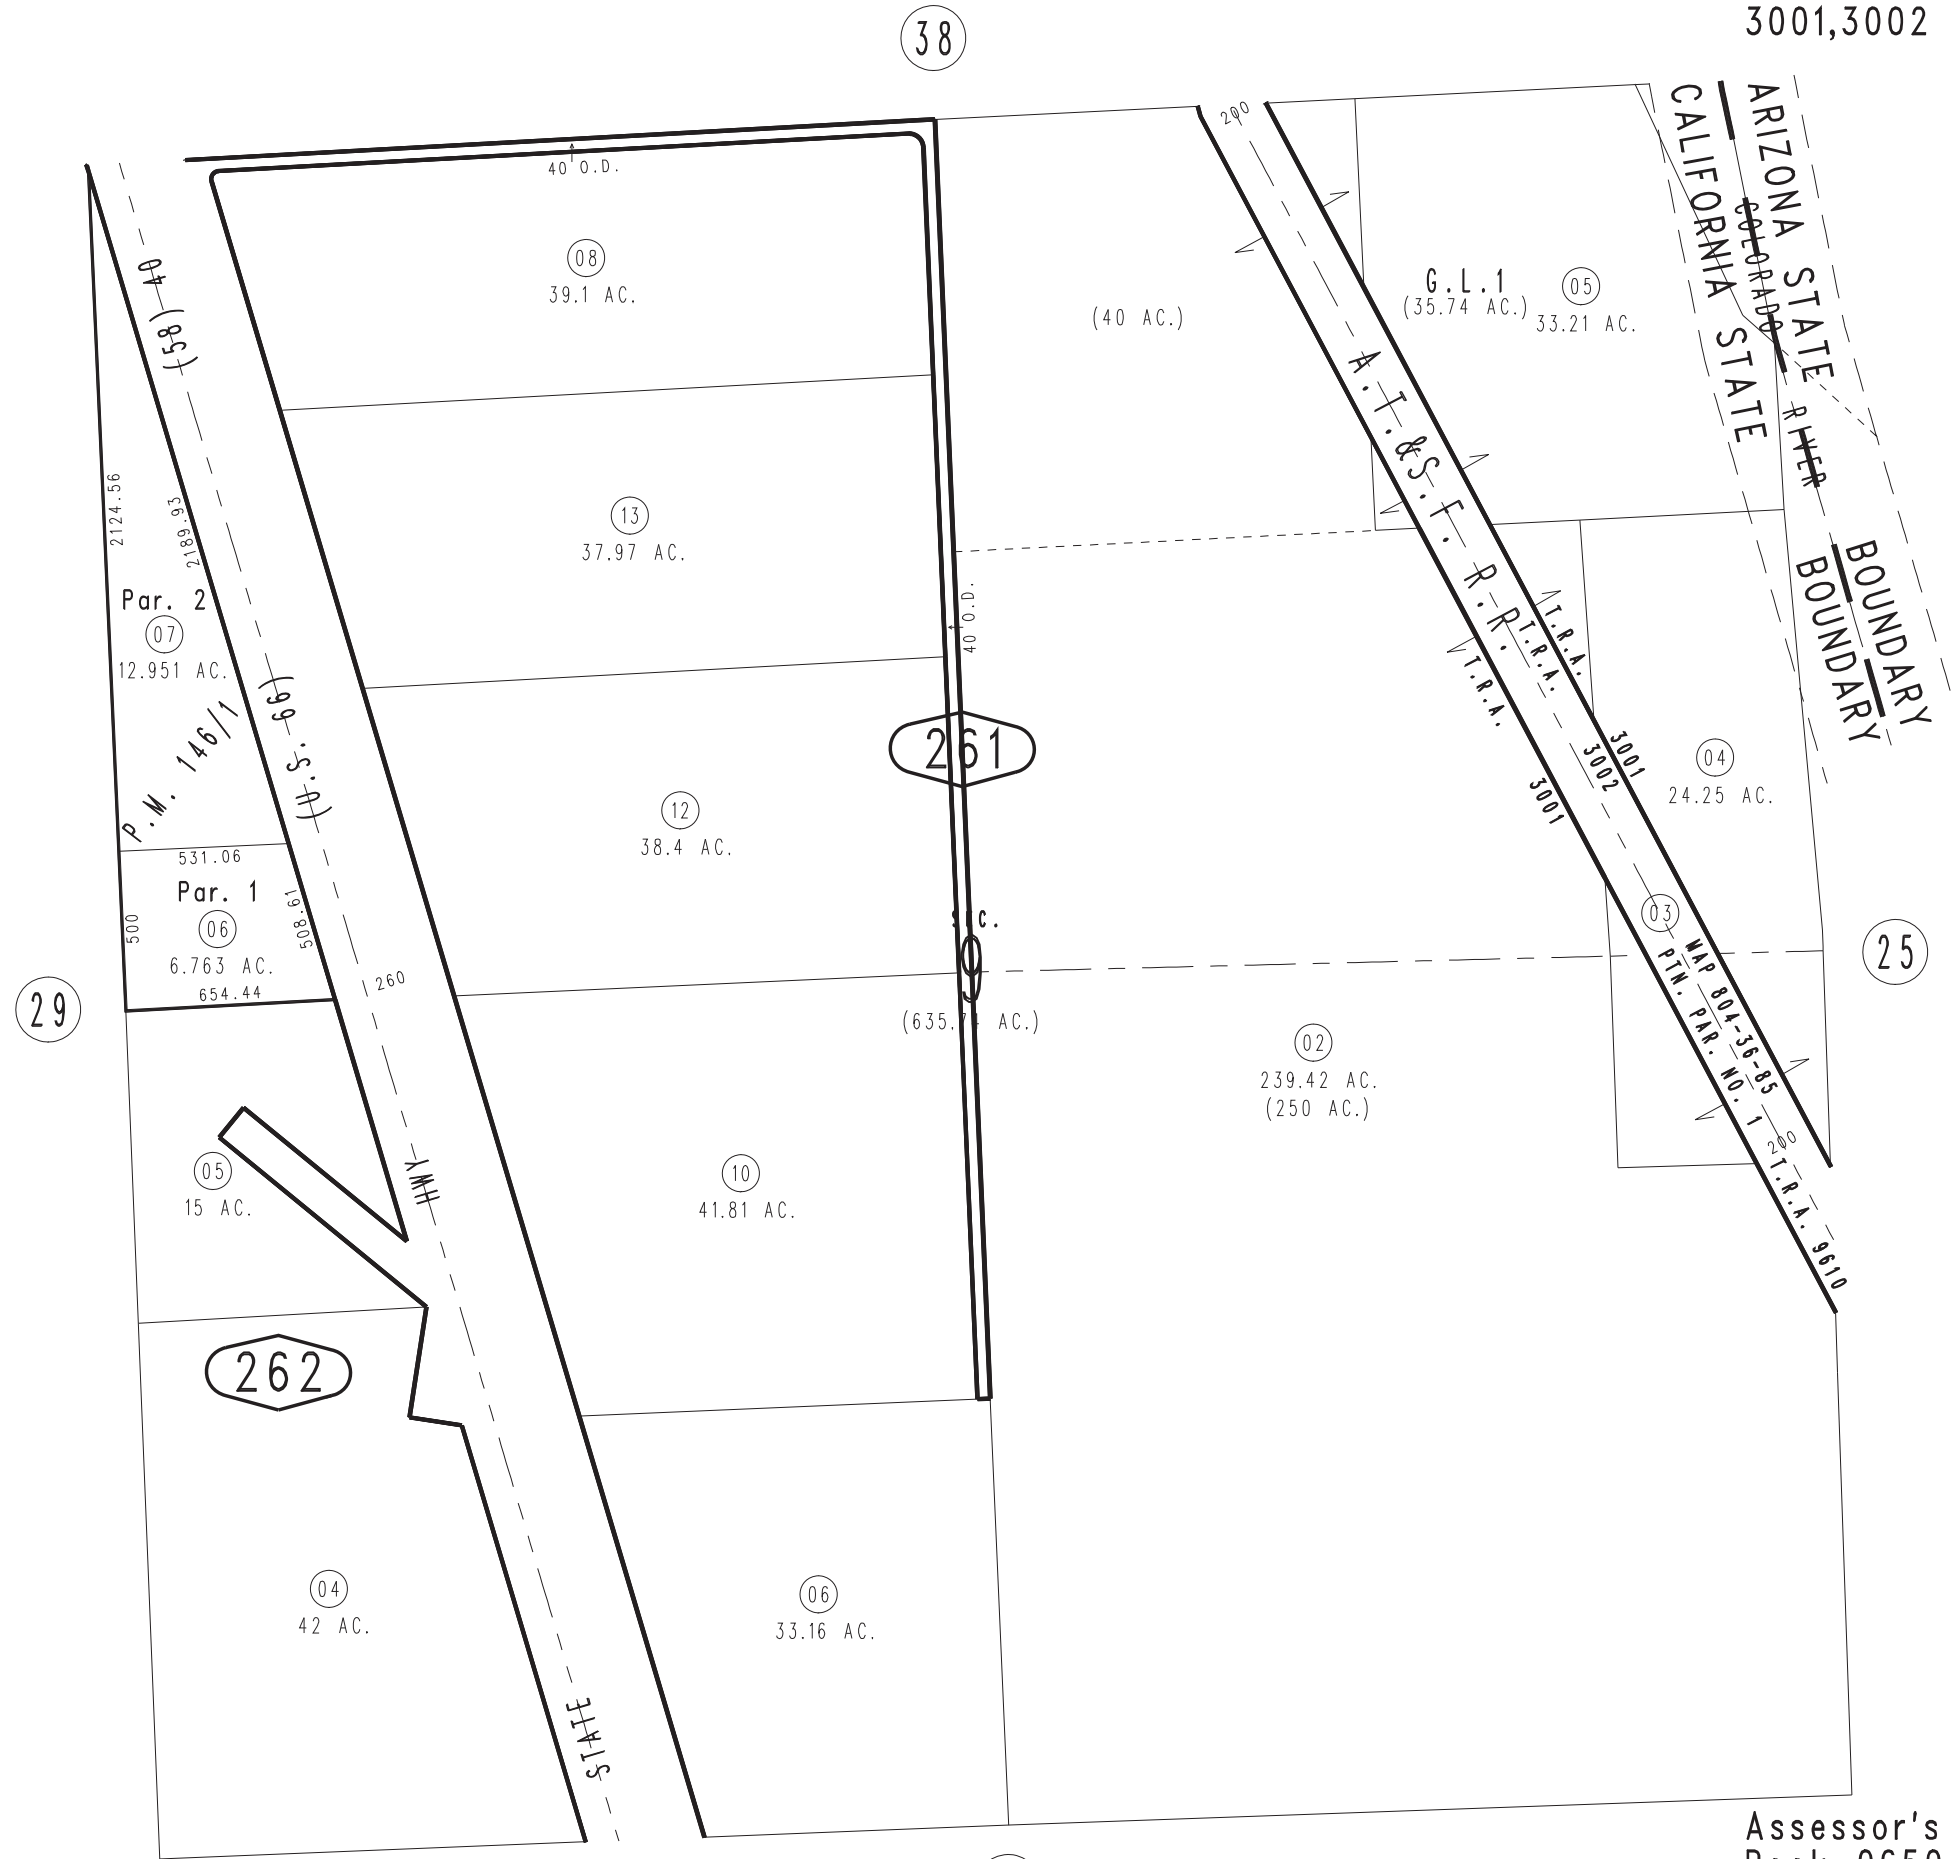 3001,3002
38
200
ARIZONA STATE
CALIFORNIA STATE
COLORADO
RIVER
BOUNDARY
BOUNDARY
40 O.D.
08
39.1 AC.
(40 AC.)
G.L.1
(35.74 AC.)
05
33.21 AC.
STATE HWY (U.S. 66) (58) 40
A.T.&S.F. R.R.
2124.56
2189.93
13
37.97 AC.
40 O.D.
Par. 2
07
12.951 AC.
P.M. 146/1
T.R.A. 3001
T.R.A. 3002
T.R.A. 3001
261
12
38.4 AC.
04
24.25 AC.
531.06
Par. 1
06
6.763 AC.
654.44
500
508.61
260
29
9
03
25
MAP 804-36-85
PTN. PAR. NO. 1
200
T.R.A. 9610
02
239.42 AC.
(250 AC.)
05
15 AC.
10
41.81 AC.
262
04
42 AC.
06
33.16 AC.
Assessor's